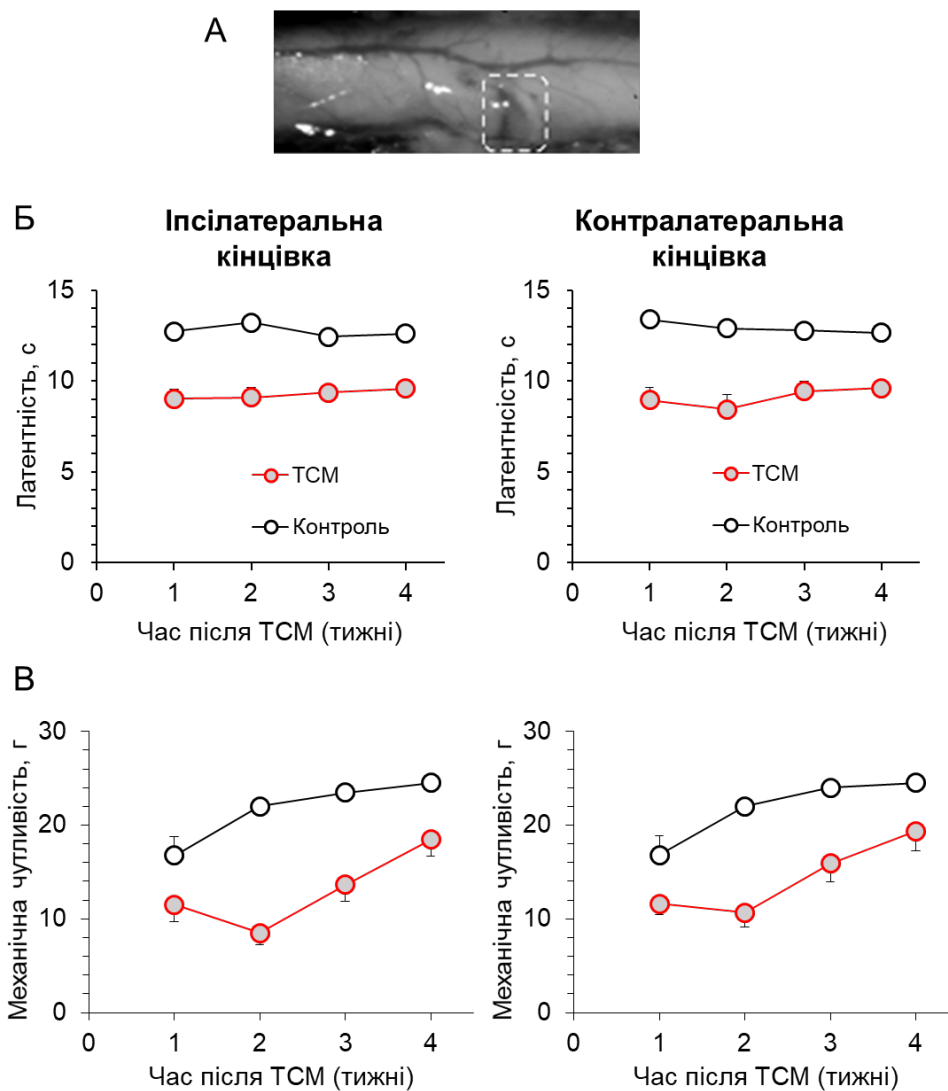 А
Б
Іпсілатеральна
кінцівка
Контралатеральна
кінцівка
Латентність, с
15
10
5
0
ТСМ
Контроль
0
1
2
3
4
Час після ТСМ (тижні)
Латентнсість, с
15
10
5
0
ТСМ
Контроль
0
1
2
3
4
Час після ТСМ (тижні)
В
Механічна чутливість, г
30
20
10
0
0
1
2
3
4
Час після ТСМ (тижні)
Механічна чутливість, г
30
20
10
0
0
1
2
3
4
Час після ТСМ (тижні)